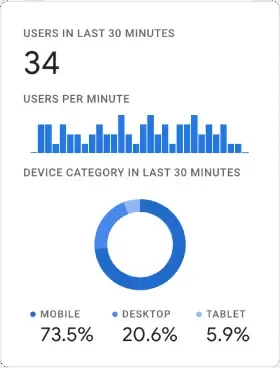 USERS IN LAST 30 MINUTES
34
USERS PER MINUTE
DEVICE CATEGORY IN LAST 30 MINUTES
MOBILE DESKTOP TABLET
73.5% 20.6% 5.9%